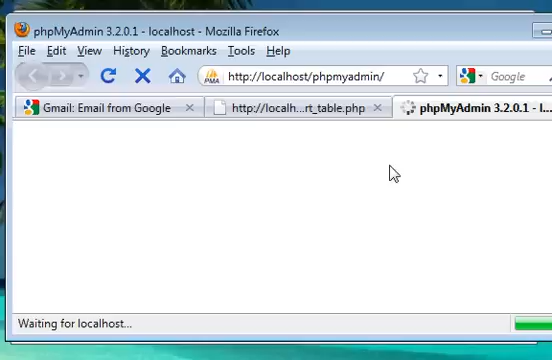 phpMyAdmin 3.2.0.1 - localhost - Mozilla Firefox
File Edit View History Bookmarks Tools Help
PMA http://localhost/phpmyadmin/ Google
Gmail: Email from Google http://localh...rt_table.php phpMyAdmin 3.2.0.1 - l...
Waiting for localhost...